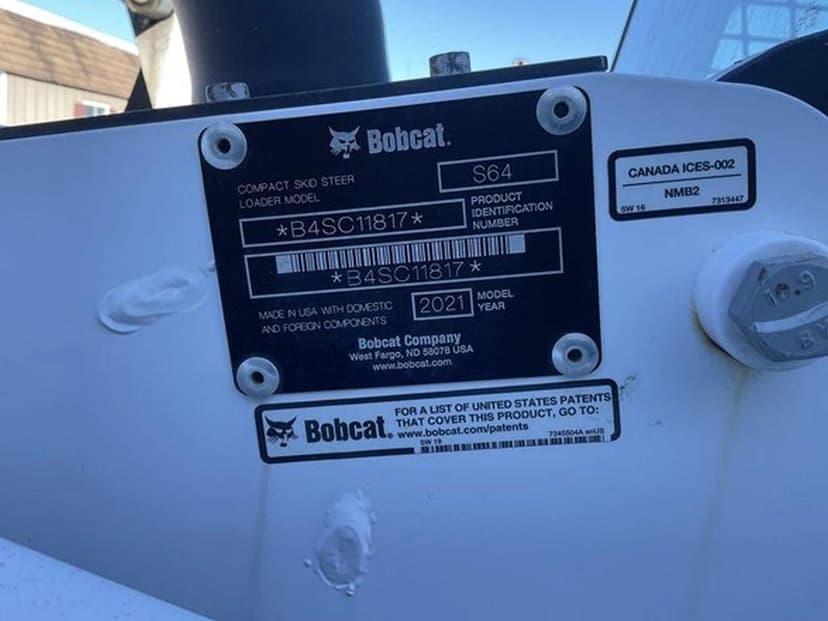 Bobcat.
COMPACT SKID STEER
LOADER MODEL
S64
*B4SC11817*
PRODUCT
IDENTIFICATION
NUMBER
*B4SC11817*
MADE IN USA WITH DOMESTIC
AND FOREIGN COMPONENTS
2021
MODEL
YEAR
Bobcat Company
West Fargo, ND 58078 USA
www.bobcat.com
CANADA ICES-002
NMB2
SW 16
7313447
10.9
Bobcat.
FOR A LIST OF UNITED STATES PATENTS
THAT COVER THIS PRODUCT, GO TO:
www.bobcat.com/patents
SW 19
7245504A enUS